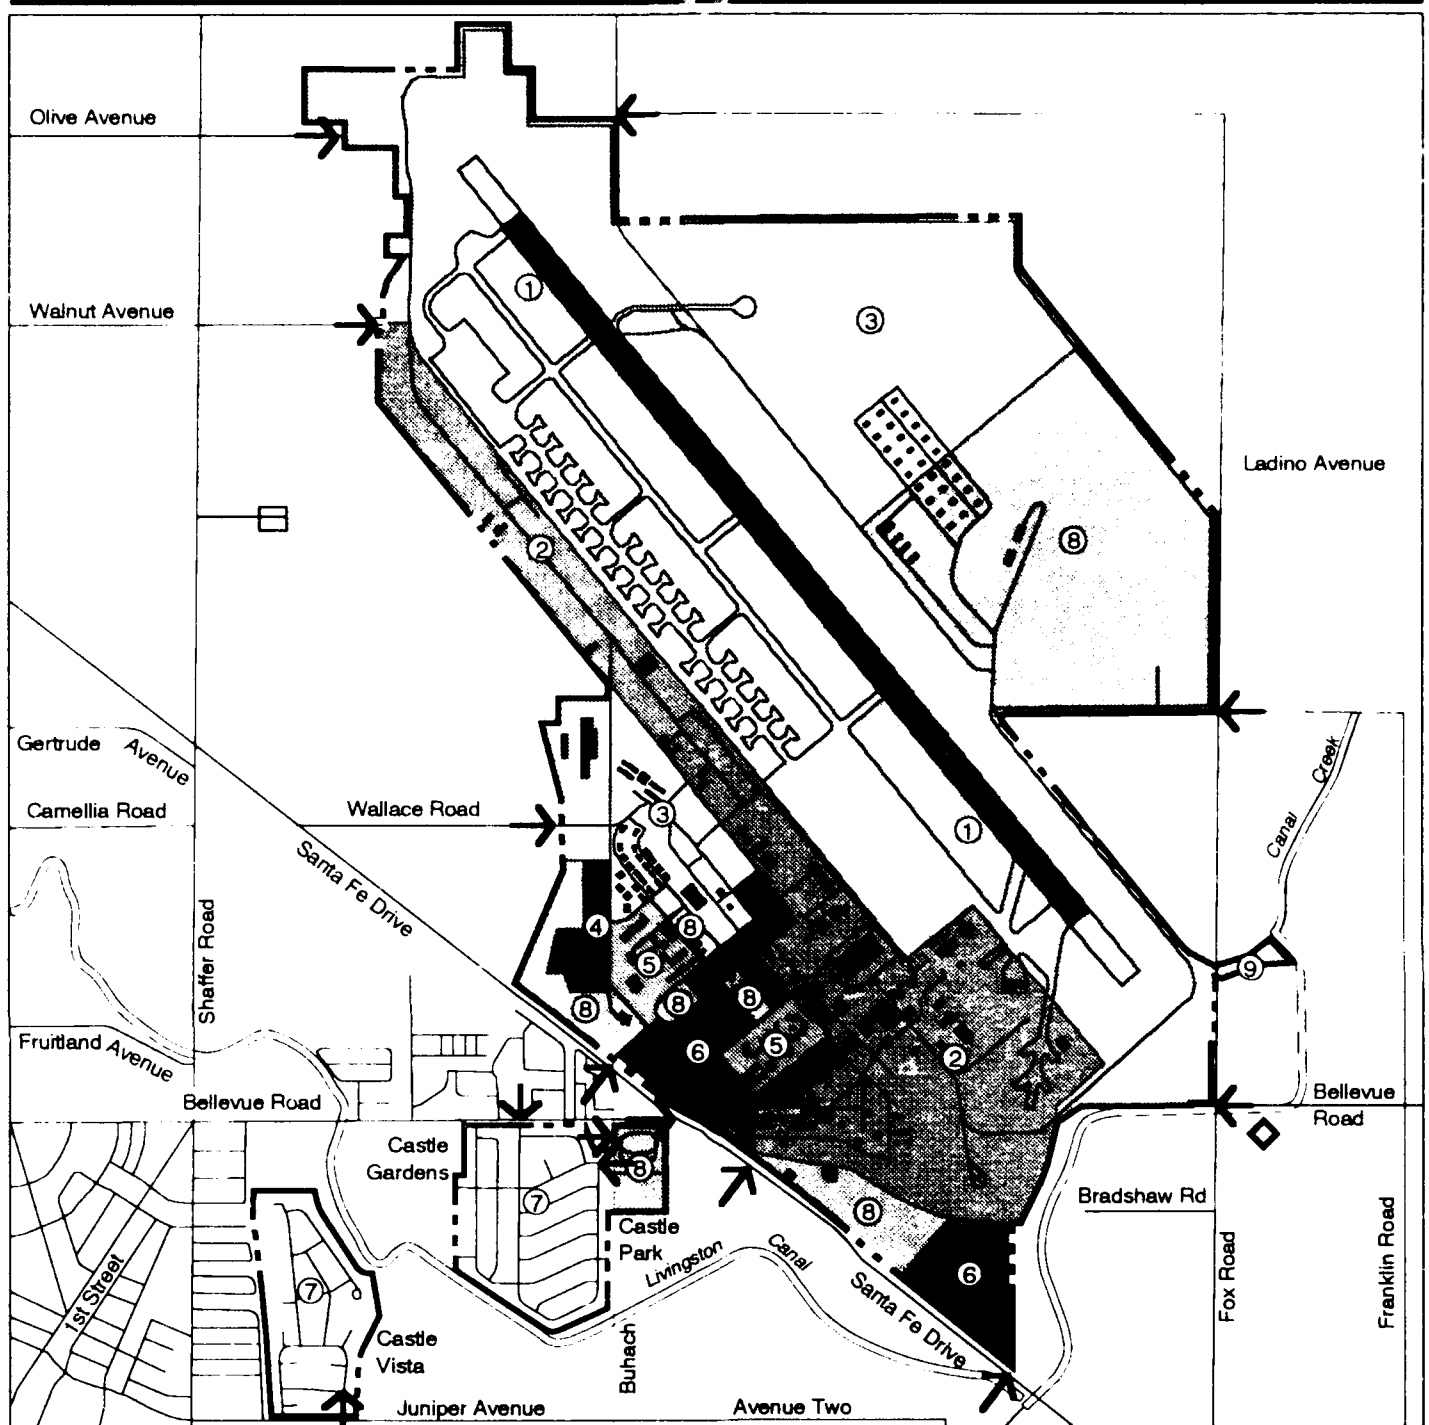 Olive Avenue
Walnut Avenue
1
3
Ladino Avenue
8
2
Gertrude Avenue
Camellia Road
Wallace Road
3
1
Canal Creek
Santa Fe Drive
Shaffer Road
4
8
5
9
8
8
8
6
5
2
Fruitland Avenue
Bellevue Road
Bellevue
Road
Castle
Gardens
8
7
Bradshaw Rd
8
Castle
Park
Livingston Canal
1st Street
7
Santa Fe Drive
6
Fox Road
Franklin Road
Castle
Vista
Buhach
Juniper Avenue
Avenue Two